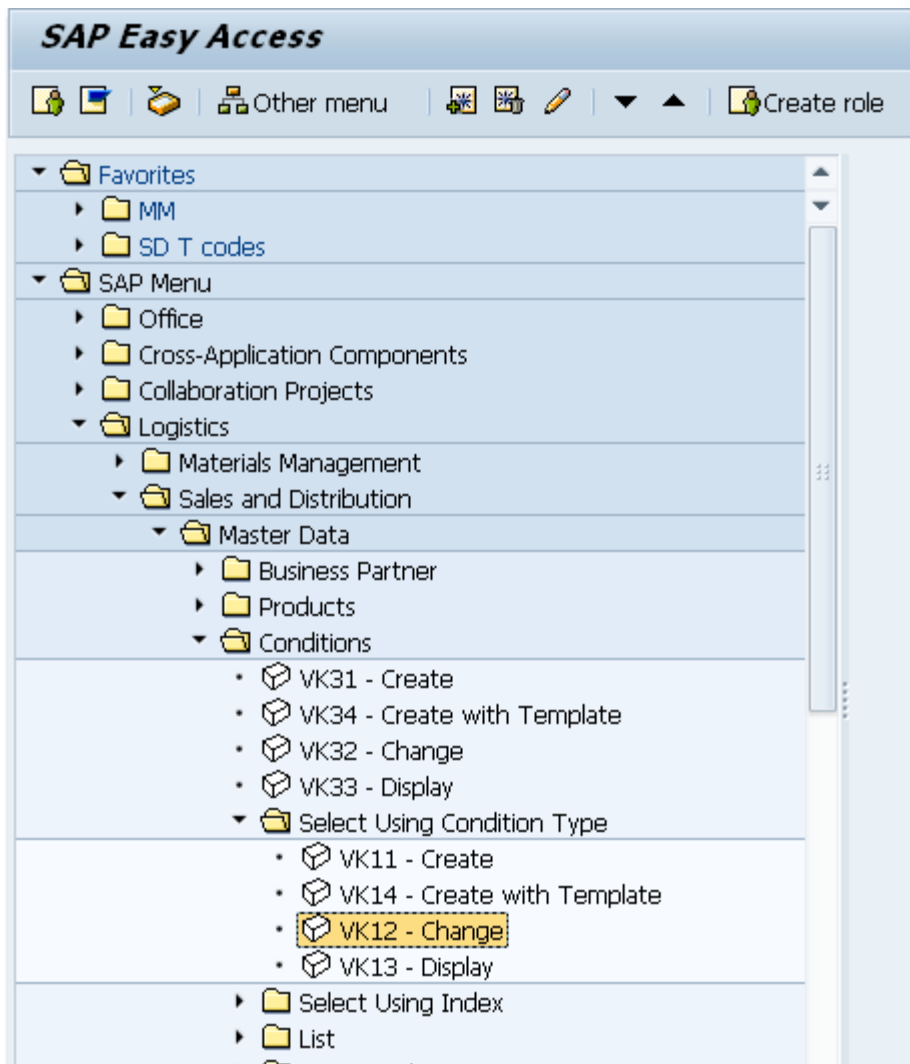 SAP Easy Access
Other menu Create role
Favorites
MM
SD T codes
SAP Menu
Office
Cross-Application Components
Collaboration Projects
Logistics
Materials Management
Sales and Distribution
Master Data
Business Partner
Products
Conditions
VK31 - Create
VK34 - Create with Template
VK32 - Change
VK33 - Display
Select Using Condition Type
VK11 - Create
VK14 - Create with Template
VK12 - Change
VK13 - Display
Select Using Index
List